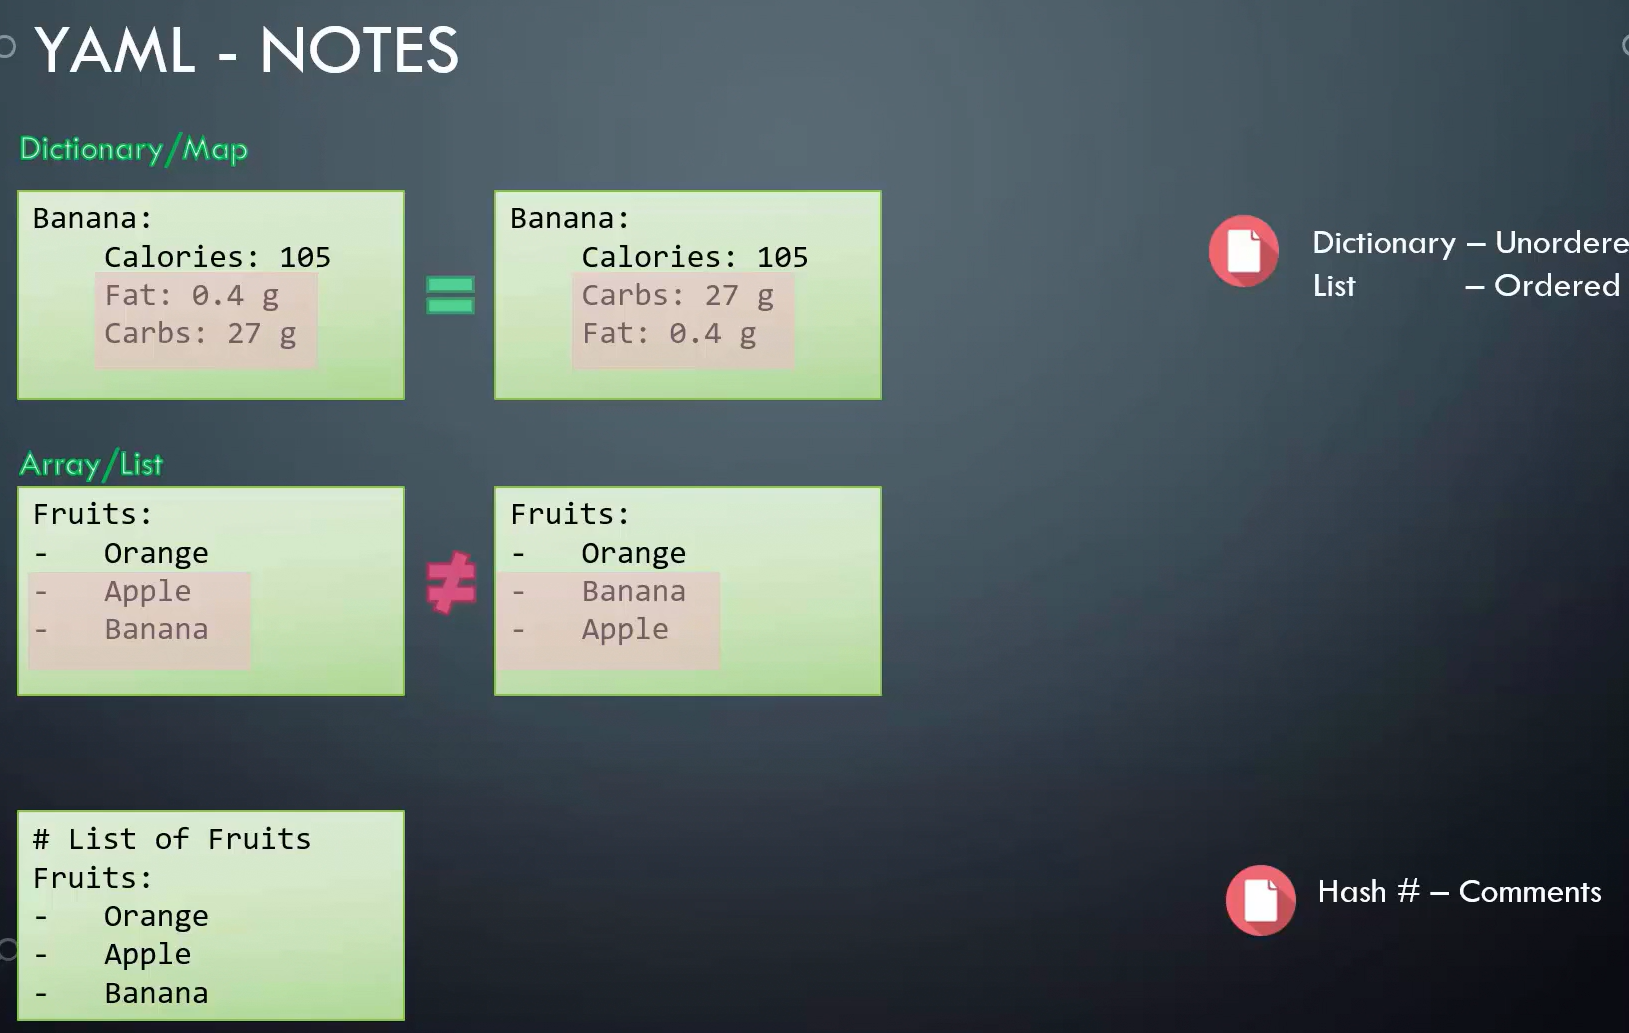 YAML - NOTES
Dictionary/Map
Banana:
Calories: 105
Fat: 0.4 g
Carbs: 27 g
=
Banana:
Calories: 105
Carbs: 27 g
Fat: 0.4 g
Dictionary – Unordere
List – Ordered
Array/List
Fruits:
- Orange
- Apple
- Banana
≠
Fruits:
- Orange
- Banana
- Apple
# List of Fruits
Fruits:
- Orange
- Apple
- Banana
Hash # – Comments